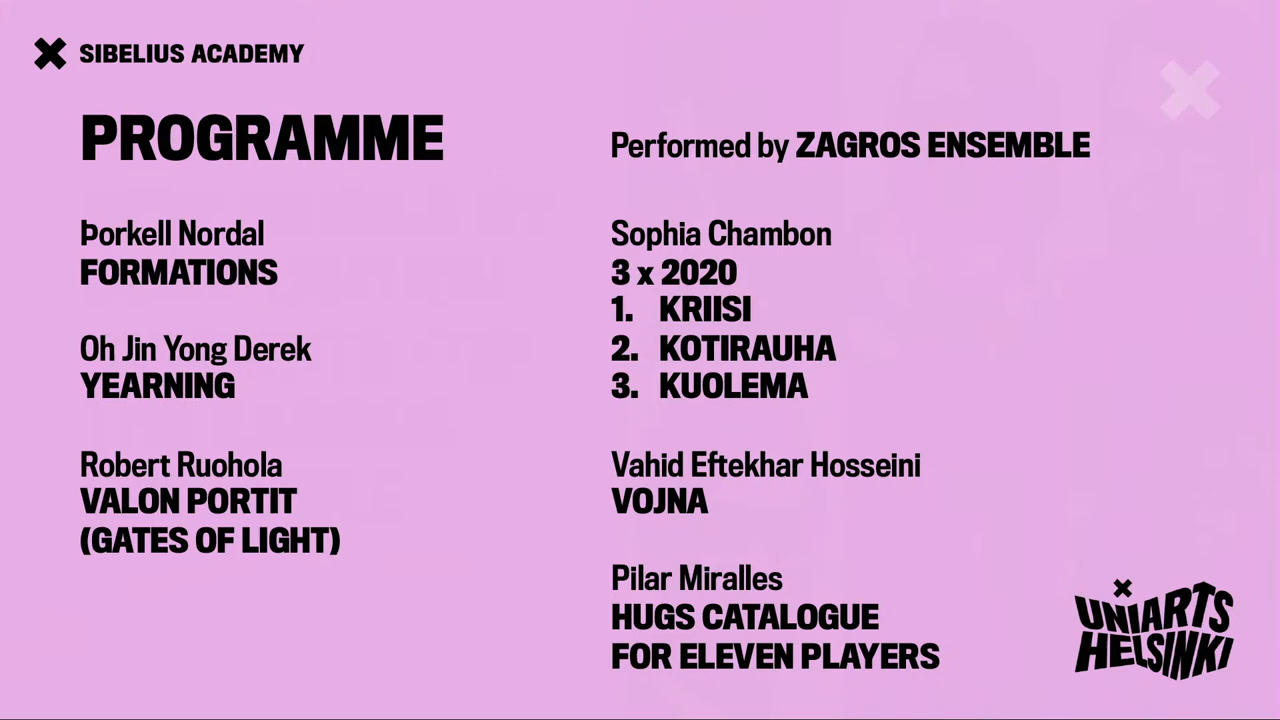 SIBELIUS ACADEMY
PROGRAMME
Þorkell Nordal
FORMATIONS
Oh Jin Yong Derek
YEARNING
Robert Ruohola
VALON PORTIT
(GATES OF LIGHT)
Performed by ZAGROS ENSEMBLE
Sophia Chambon
3 x 2020
1. KRIISI
2. KOTIRAUHA
3. KUOLEMA
Vahid Eftekhar Hosseini
VOJNA
Pilar Miralles
HUGS CATALOGUE
FOR ELEVEN PLAYERS
UNIARTS
HELSINKI